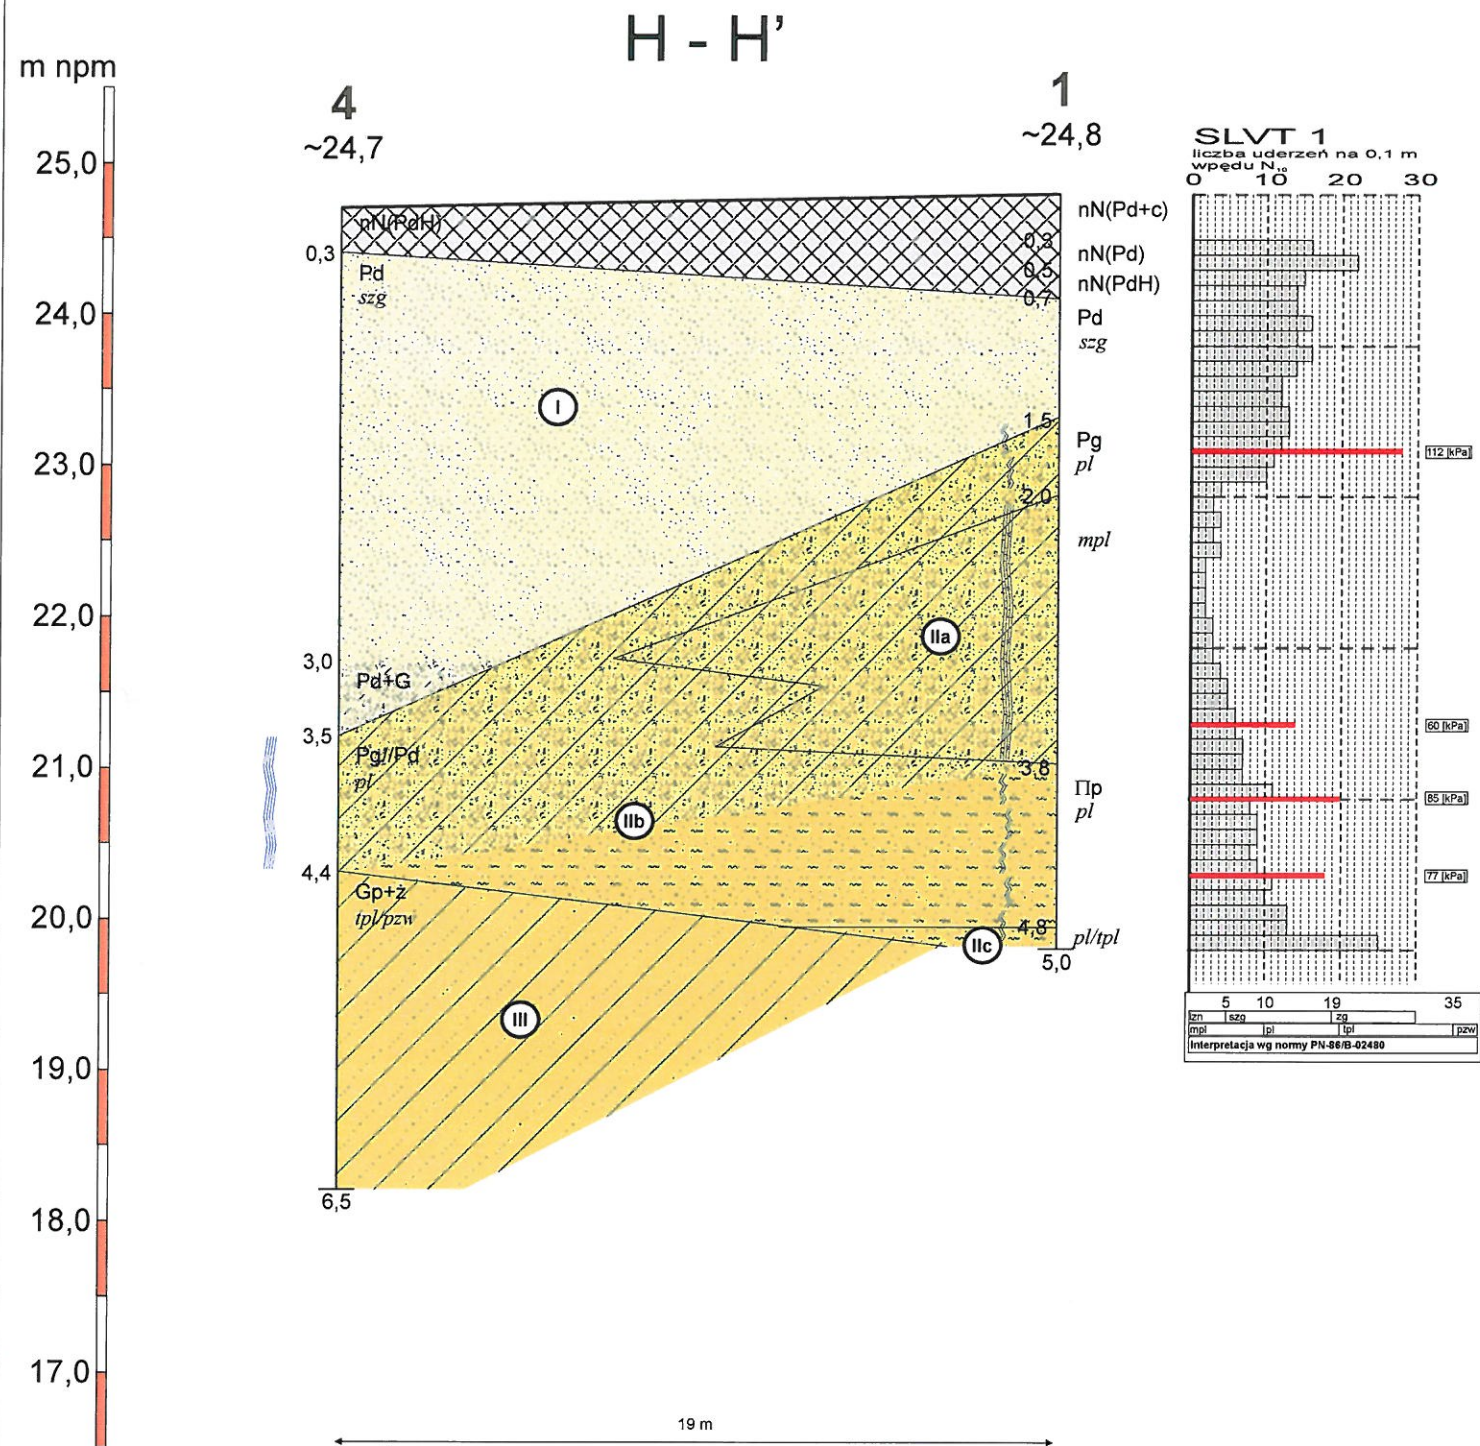 H - H'
m npm
25,0
24,0
23,0
22,0
21,0
20,0
19,0
18,0
17,0
4
~24,7
1
~24,8
nN(PdH)
0,3
Pd
szg
3,0
Pd+G
3,5
Pg//Pd
pl
4,4
Gp+ż
tpl/pzw
6,5
I
IIa
IIb
IIc
III
nN(Pd+c)
0,3
nN(Pd)
0,5
nN(PdH)
0,7
Pd
szg
1,5
Pg
pl
2,0
mpl
3,8
Πp
pl
4,8
pl/tpl
5,0
SLVT 1
liczba uderzeń na 0,1 m
wpędu N₁₀
0 10 20 30
112 [kPa]
60 [kPa]
85 [kPa]
77 [kPa]
5 10 19 35
lzn szg zg
mpl pl tpl pzw
Interpretacja wg normy PN-86/B-02480
19 m